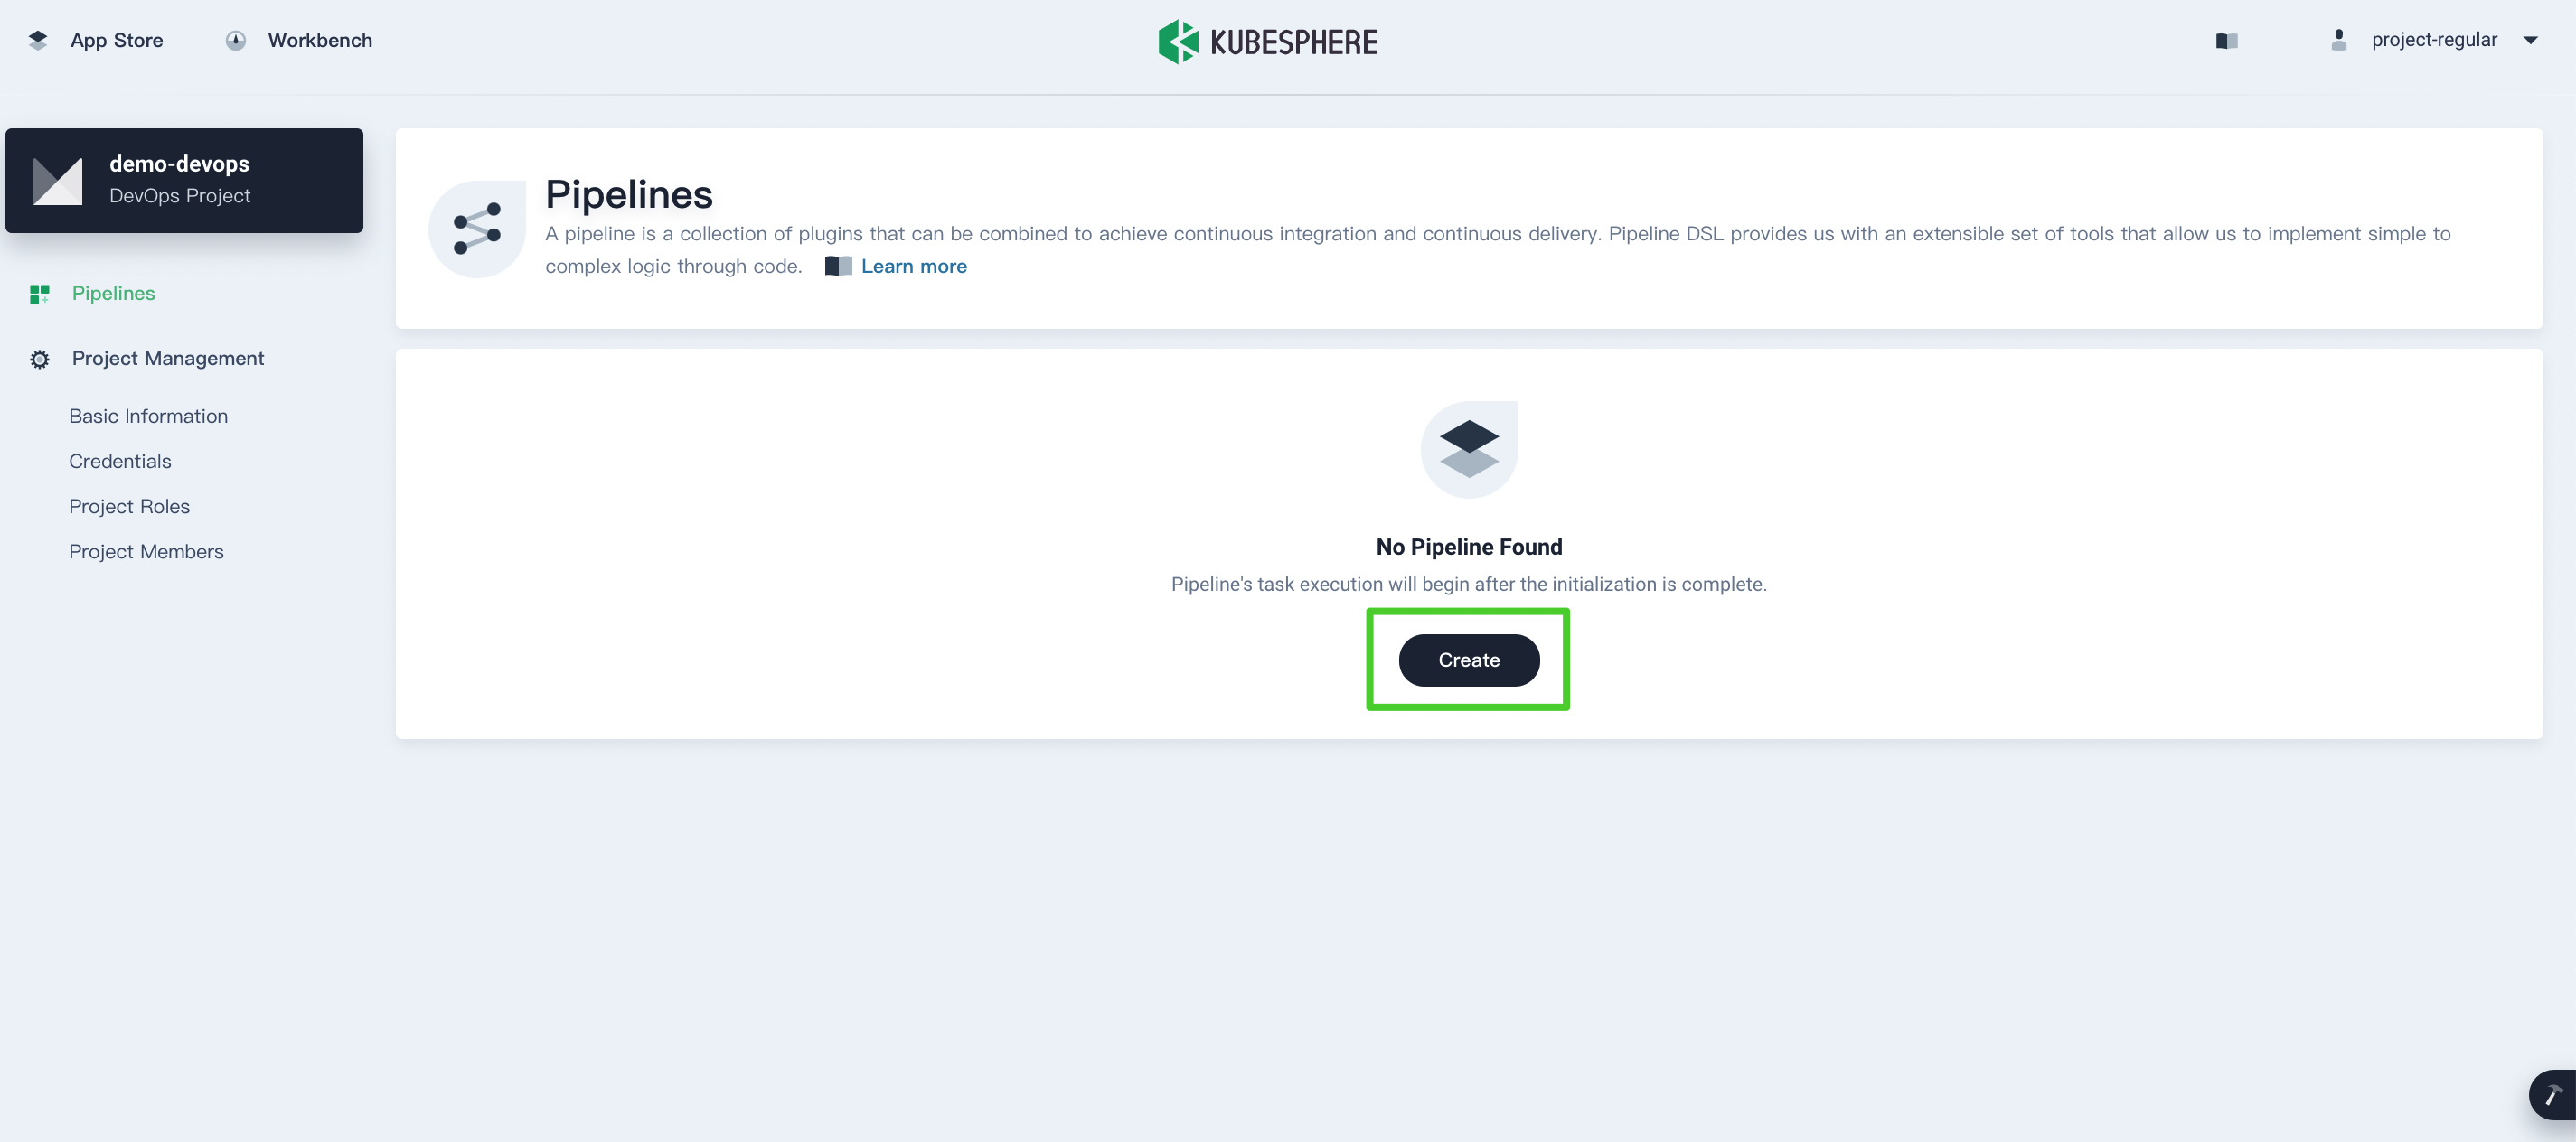 App Store
Workbench
KUBESPHERE
project-regular
demo-devops
DevOps Project
Pipelines
Project Management
Basic Information
Credentials
Project Roles
Project Members
Pipelines
A pipeline is a collection of plugins that can be combined to achieve continuous integration and continuous delivery. Pipeline DSL provides us with an extensible set of tools that allow us to implement simple to
complex logic through code. Learn more
No Pipeline Found
Pipeline's task execution will begin after the initialization is complete.
Create